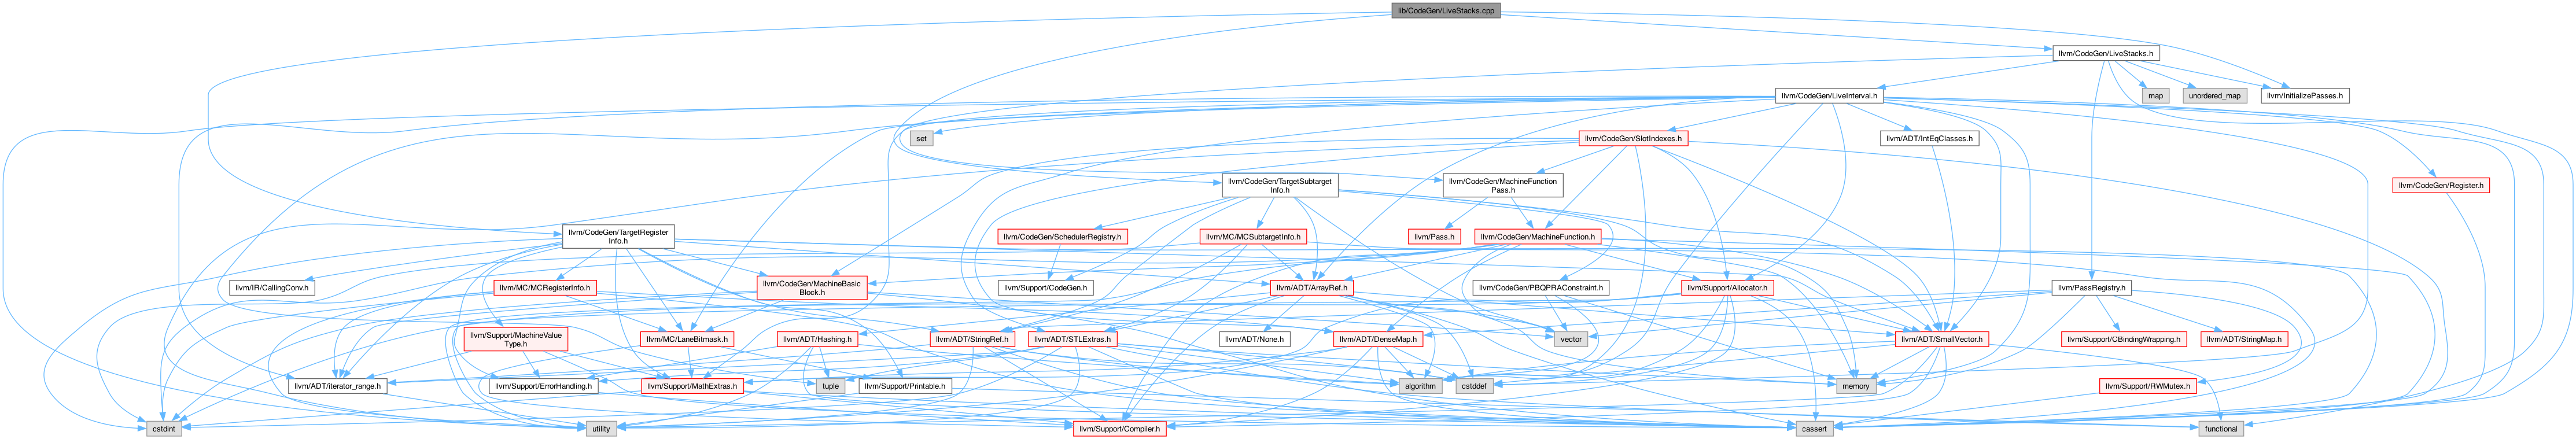 lib/CodeGen/LiveStacks.cpp
llvm/CodeGen/LiveStacks.h
llvm/CodeGen/LiveInterval.h
map
unordered_map
llvm/InitializePasses.h
set
llvm/CodeGen/SlotIndexes.h
llvm/ADT/IntEqClasses.h
llvm/CodeGen/TargetSubtarget
Info.h
llvm/CodeGen/MachineFunction
Pass.h
llvm/CodeGen/Register.h
llvm/CodeGen/TargetRegister
Info.h
llvm/CodeGen/SchedulerRegistry.h
llvm/MC/MCSubtargetInfo.h
llvm/Pass.h
llvm/CodeGen/MachineFunction.h
llvm/IR/CallingConv.h
llvm/MC/MCRegisterInfo.h
llvm/CodeGen/MachineBasic
Block.h
llvm/Support/CodeGen.h
llvm/ADT/ArrayRef.h
llvm/CodeGen/PBQPRAConstraint.h
llvm/Support/Allocator.h
llvm/PassRegistry.h
llvm/Support/MachineValue
Type.h
llvm/MC/LaneBitmask.h
llvm/ADT/Hashing.h
llvm/ADT/StringRef.h
llvm/ADT/STLExtras.h
llvm/ADT/None.h
llvm/ADT/DenseMap.h
vector
llvm/ADT/SmallVector.h
llvm/Support/CBindingWrapping.h
llvm/ADT/StringMap.h
llvm/ADT/iterator_range.h
llvm/Support/ErrorHandling.h
llvm/Support/MathExtras.h
tuple
llvm/Support/Printable.h
algorithm
cstddef
memory
llvm/Support/RWMutex.h
cstdint
utility
llvm/Support/Compiler.h
cassert
functional